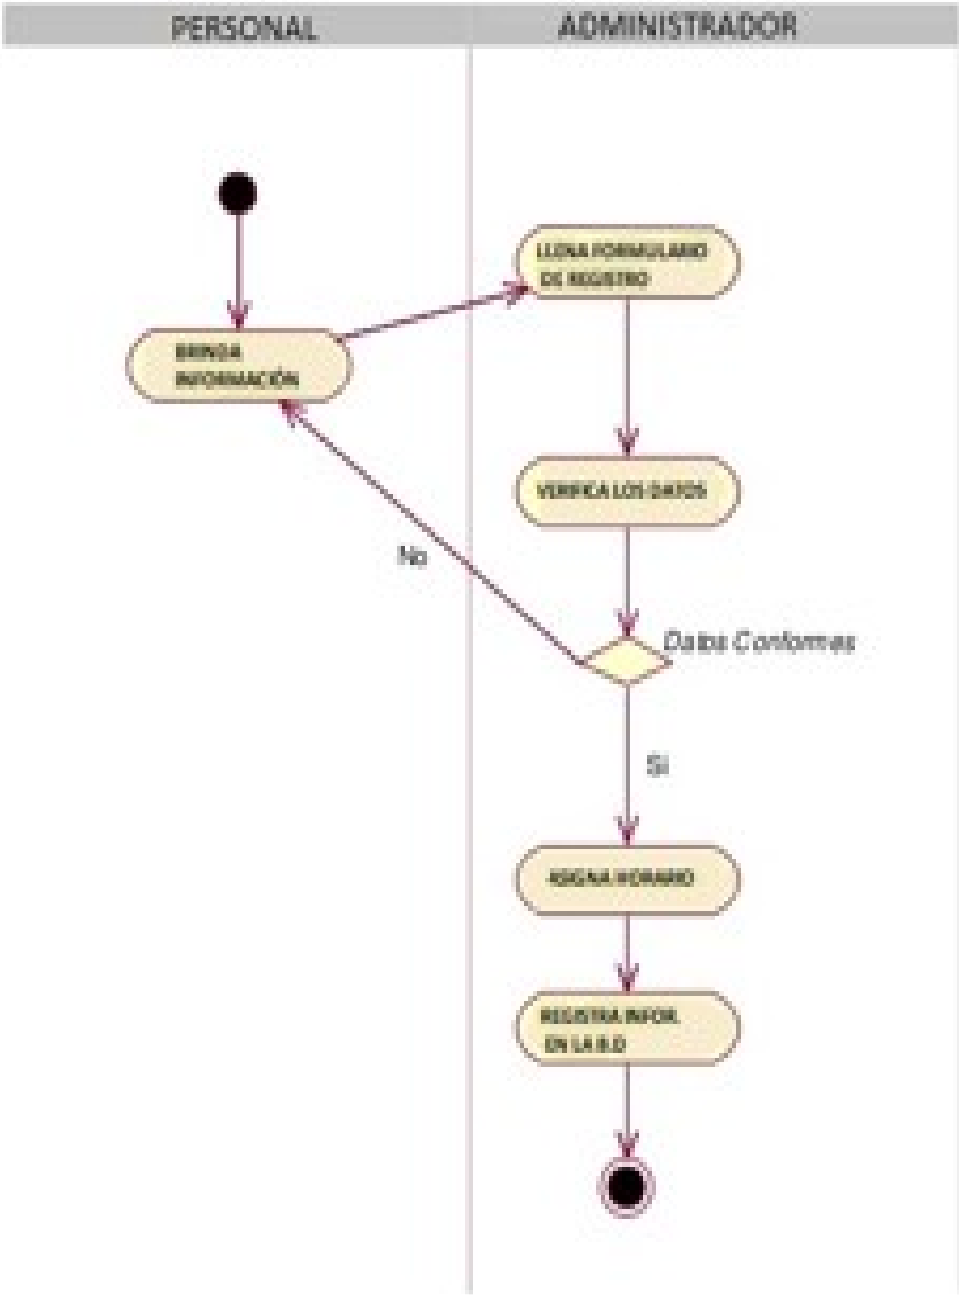 PERSONAL
ADMINISTRADOR
LLENA FORMULARIO
DE REGISTRO
BRINDA
INFORMACIÓN
VERIFICA LOS DATOS
No
Datos Conformes
Si
ASIGNA HORARIO
REGISTRA INFOR.
EN LA B.D